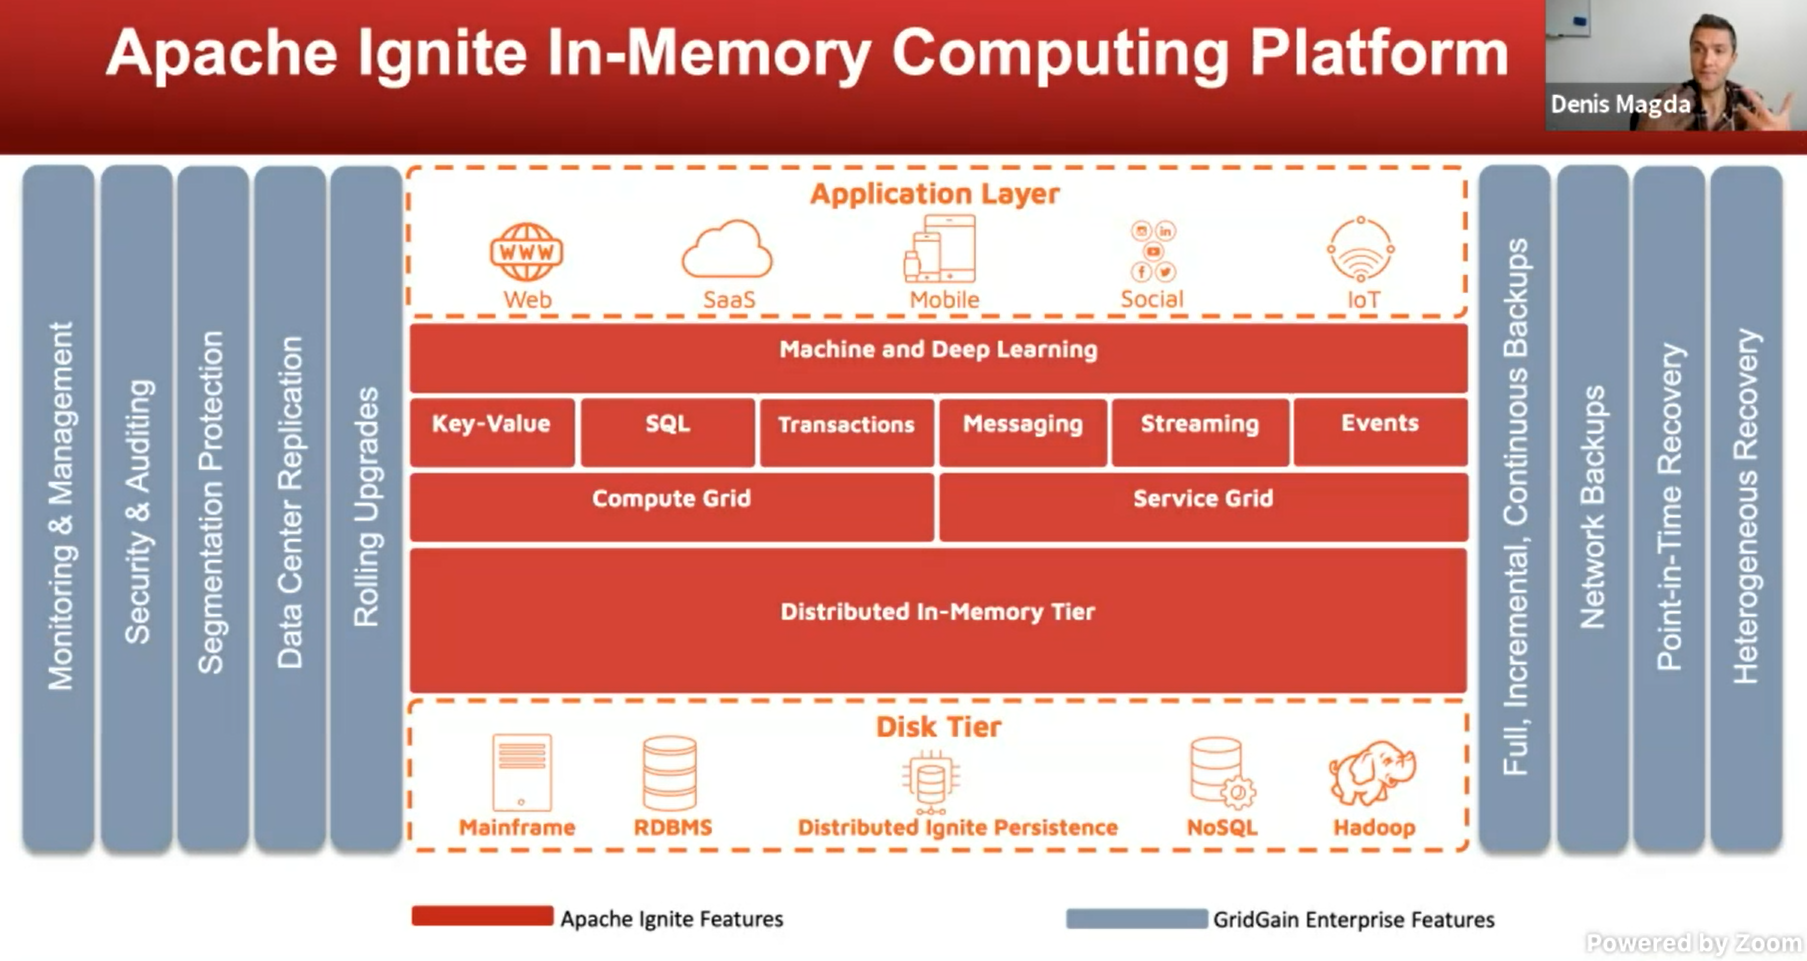 Apache Ignite In-Memory Computing Platform
Denis Magda
Monitoring & Management
Security & Auditing
Segmentation Protection
Data Center Replication
Rolling Upgrades
Application Layer
WWW
in
f
Web
SaaS
Mobile
Social
IoT
Machine and Deep Learning
Key-Value
SQL
Transactions
Messaging
Streaming
Events
Compute Grid
Service Grid
Distributed In-Memory Tier
Disk Tier
Mainframe
RDBMS
Distributed Ignite Persistence
NoSQL
Hadoop
Full, Incremental, Continuous Backups
Network Backups
Point-in-Time Recovery
Heterogeneous Recovery
Apache Ignite Features
GridGain Enterprise Features
Powered by Zoom